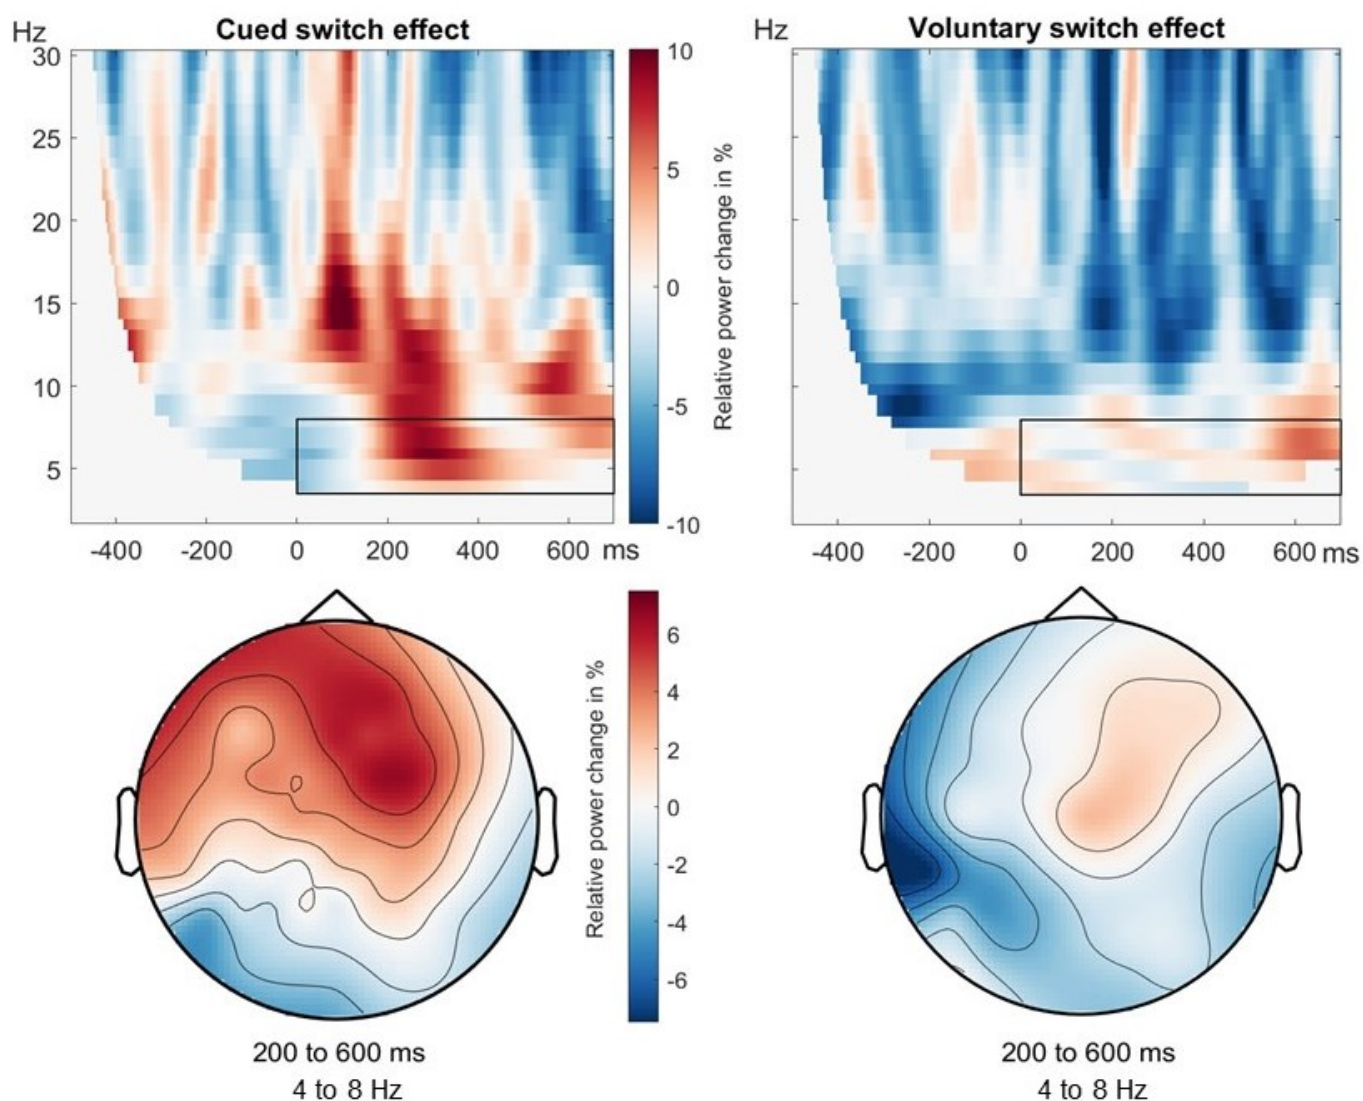 Hz Cued switch effect
30
25
20
15
10
5
-400 -200 0 200 400 600 ms
10
5
0
-5
-10
Relative power change in %
Hz Voluntary switch effect
-400 -200 0 200 400 600 ms
6
4
2
0
-2
-4
-6
Relative power change in %
200 to 600 ms
4 to 8 Hz
200 to 600 ms
4 to 8 Hz